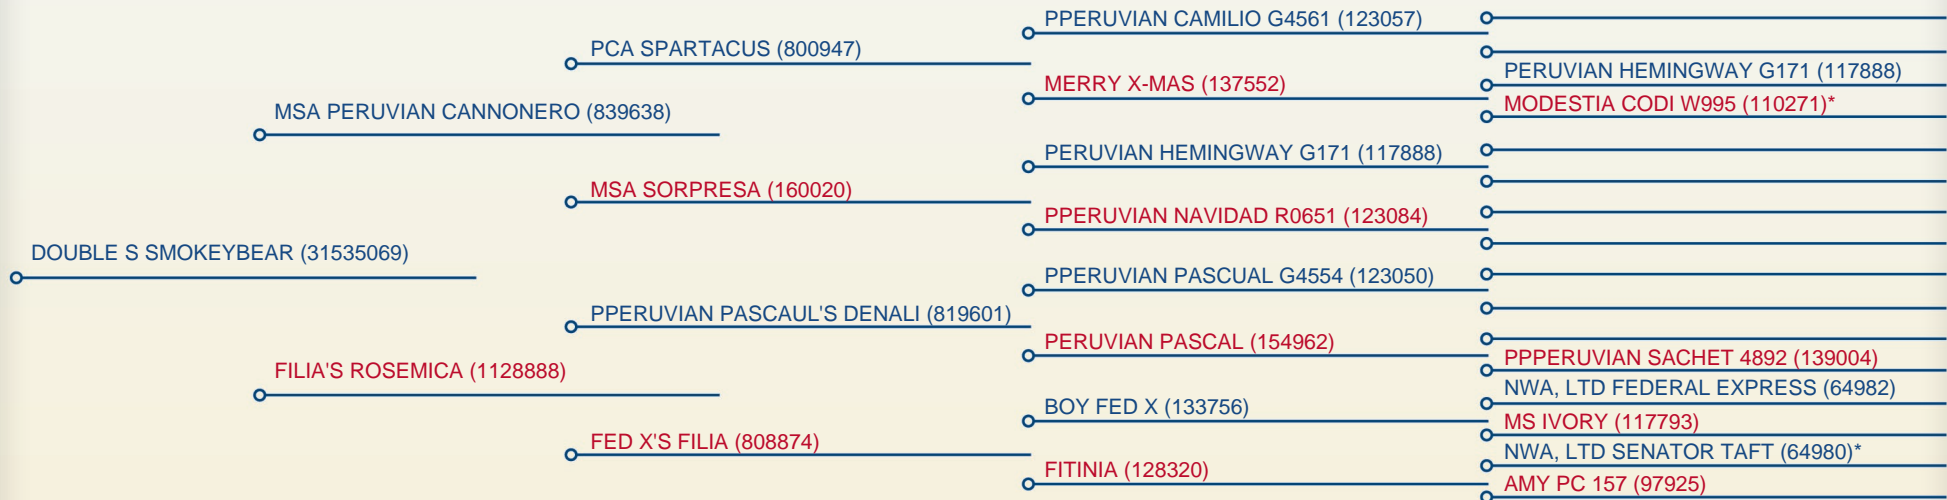 PPERUVIAN CAMILIO G4561 (123057)
PCA SPARTACUS (800947)
PERUVIAN HEMINGWAY G171 (117888)
MERRY X-MAS (137552)
MODESTIA CODI W995 (110271)*
MSA PERUVIAN CANNONERO (839638)
PERUVIAN HEMINGWAY G171 (117888)
MSA SORPRESA (160020)
PPERUVIAN NAVIDAD R0651 (123084)
DOUBLE S SMOKEYBEAR (31535069)
PPERUVIAN PASCUAL G4554 (123050)
PPERUVIAN PASCAUL'S DENALI (819601)
PERUVIAN PASCAL (154962)
PPPERUVIAN SACHET 4892 (139004)
FILIA'S ROSEMICA (1128888)
NWA, LTD FEDERAL EXPRESS (64982)
BOY FED X (133756)
MS IVORY (117793)
FED X'S FILIA (808874)
NWA, LTD SENATOR TAFT (64980)*
FITINIA (128320)
AMY PC 157 (97925)